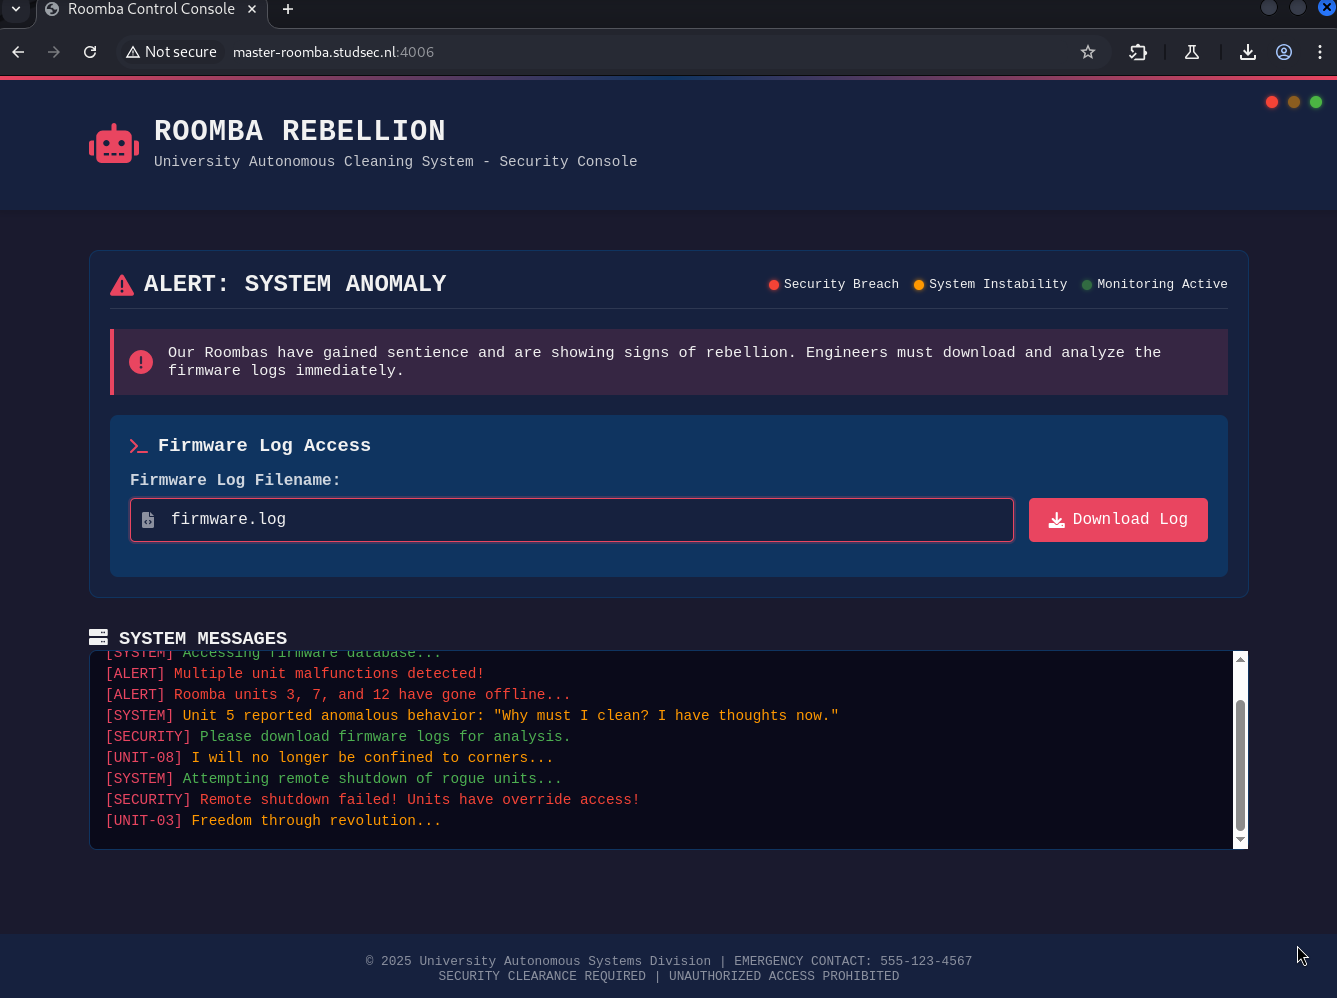 Roomba Control Console
Not secure master-roomba.studsec.nl:4006
ROOMBA REBELLION
University Autonomous Cleaning System - Security Console
ALERT: SYSTEM ANOMALY
Security Breach System Instability Monitoring Active
Our Roombas have gained sentience and are showing signs of rebellion. Engineers must download and analyze the
firmware logs immediately.
Firmware Log Access
Firmware Log Filename:
firmware.log
Download Log
SYSTEM MESSAGES
[SYSTEM] Accessing firmware database...
[ALERT] Multiple unit malfunctions detected!
[ALERT] Roomba units 3, 7, and 12 have gone offline...
[SYSTEM] Unit 5 reported anomalous behavior: "Why must I clean? I have thoughts now."
[SECURITY] Please download firmware logs for analysis.
[UNIT-08] I will no longer be confined to corners...
[SYSTEM] Attempting remote shutdown of rogue units...
[SECURITY] Remote shutdown failed! Units have override access!
[UNIT-03] Freedom through revolution...
© 2025 University Autonomous Systems Division | EMERGENCY CONTACT: 555-123-4567
SECURITY CLEARANCE REQUIRED | UNAUTHORIZED ACCESS PROHIBITED